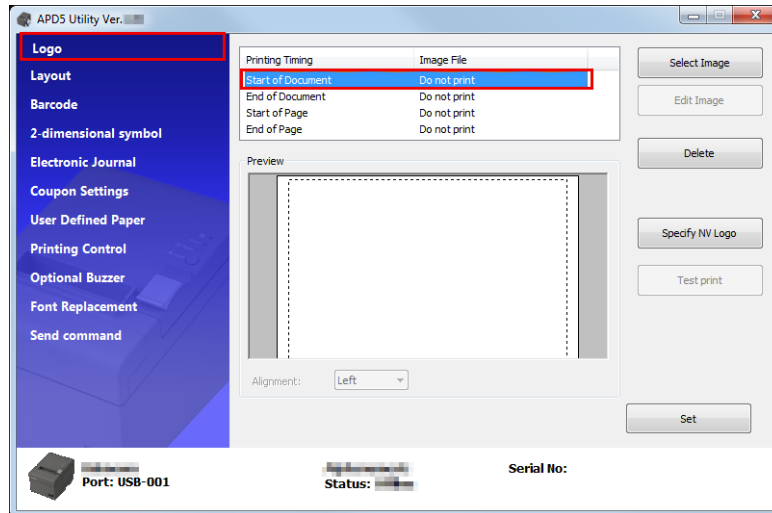 APD5 Utility Ver.
Logo
Layout
Barcode
2-dimensional symbol
Electronic Journal
Coupon Settings
User Defined Paper
Printing Control
Optional Buzzer
Font Replacement
Send command
Printing Timing Image File
Start of Document Do not print
End of Document Do not print
Start of Page Do not print
End of Page Do not print
Preview
Alignment: Left
Select Image
Edit Image
Delete
Specify NV Logo
Test print
Set
Port: USB-001
Status:
Serial No: